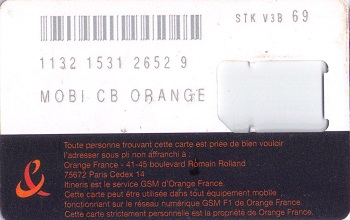 STK V3B 69
1132 1531 2652 9
MOBI CB ORANGE
Toute personne trouvant cette carte est priée de bien vouloir
l'adresser sous pli non affranchi à :
Orange France - 41-45 boulevard Romain Rolland
75672 Paris Cedex 14
Itineris est le service GSM d'Orange France.
Cette carte peut être utilisée dans tout équipement mobile
fonctionnant sur le réseau numérique GSM F1 de Orange France.
Cette carte strictement personnelle est la propriété de Orange France.